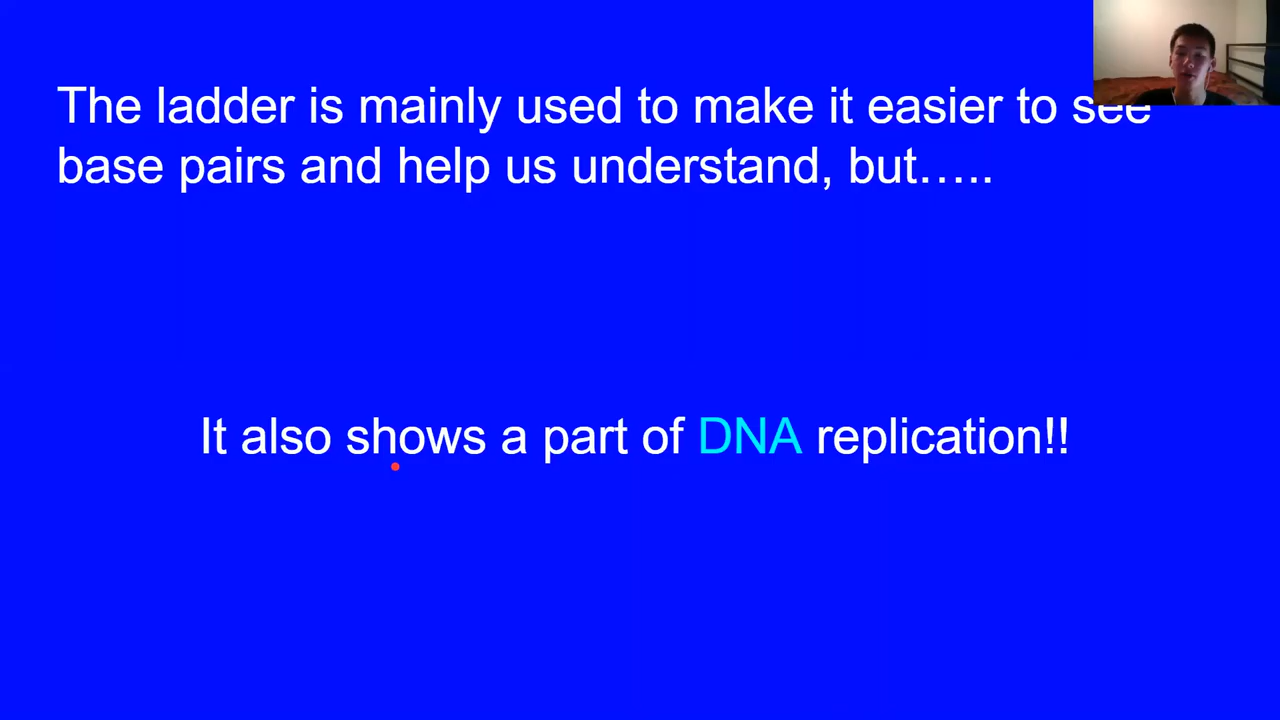 The ladder is mainly used to make it easier to see
base pairs and help us understand, but…..
It also shows a part of DNA replication!!